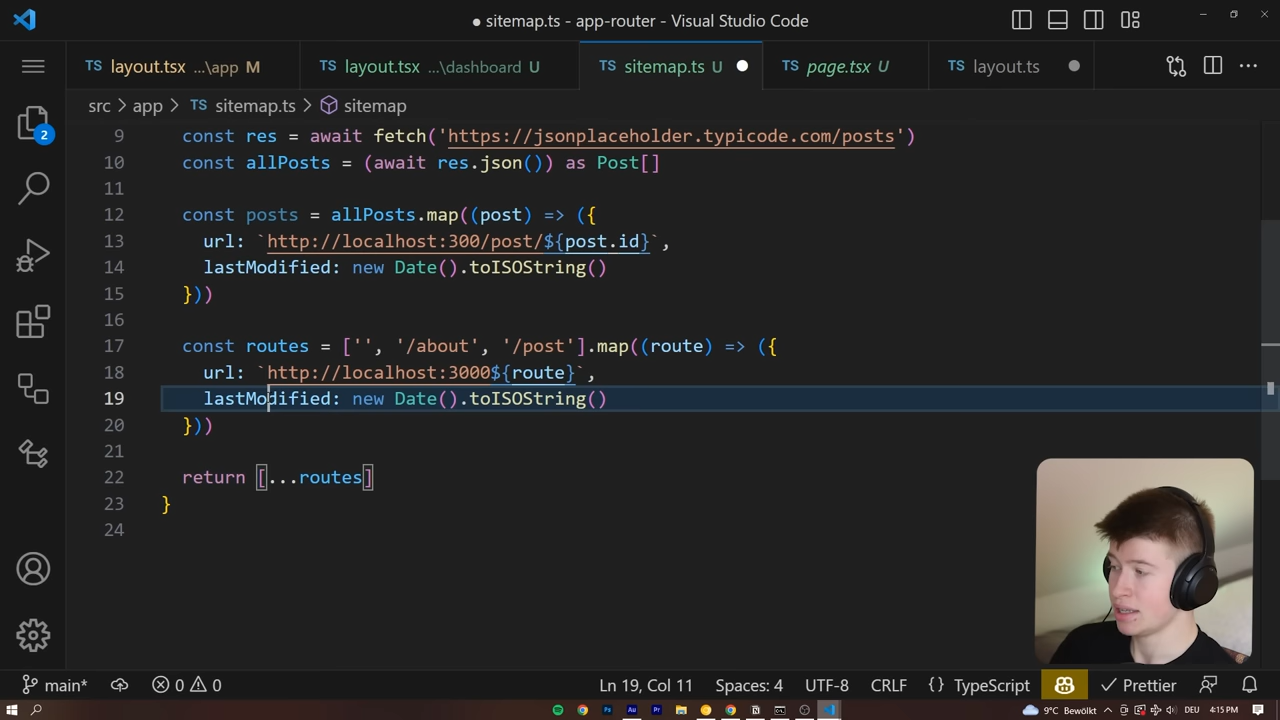 sitemap.ts - app-router - Visual Studio Code
TS layout.tsx ...\app M TS layout.tsx ...\dashboard U TS sitemap.ts U TS page.tsx U TS layout.ts
src > app > TS sitemap.ts > sitemap
9 const res = await fetch('https://jsonplaceholder.typicode.com/posts')
10 const allPosts = (await res.json()) as Post[]
11
12 const posts = allPosts.map((post) => ({
13 url: `http://localhost:300/post/${post.id}`,
14 lastModified: new Date().toISOString()
15 }))
16
17 const routes = ['', '/about', '/post'].map((route) => ({
18 url: `http://localhost:3000${route}`,
19 lastModified: new Date().toISOString()
20 }))
21
22 return [...routes]
23 }
24
2
main* 0 0 Ln 19, Col 11 Spaces: 4 UTF-8 CRLF {} TypeScript Prettier
9°C Bewölkt DEU 4:15 PM